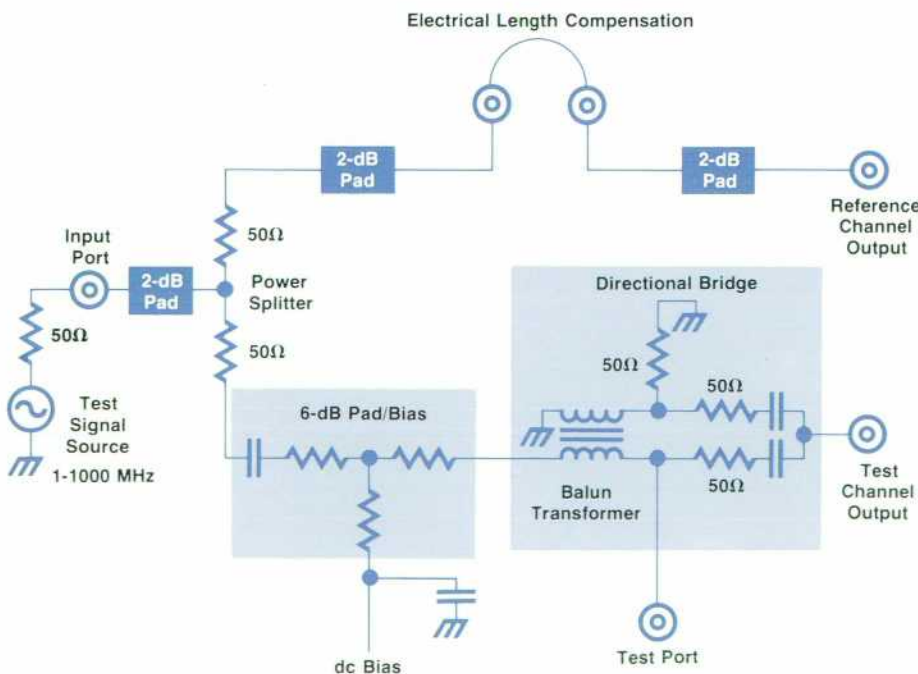 Electrical Length Compensation
2-dB
Pad
2-dB
Pad
Reference
Channel
Output
50Ω
Input
Port
2-dB
Pad
Power
Splitter
50Ω
50Ω
Test
Signal
Source
1-1000 MHz
6-dB Pad/Bias
dc Bias
Directional Bridge
50Ω
50Ω
50Ω
Balun
Transformer
Test
Channel
Output
Test Port